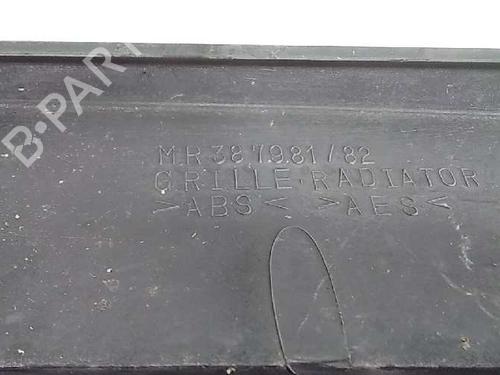 B-PARTS
MR387981/82
GRILLE, RADIATOR
>ABS< >AES<